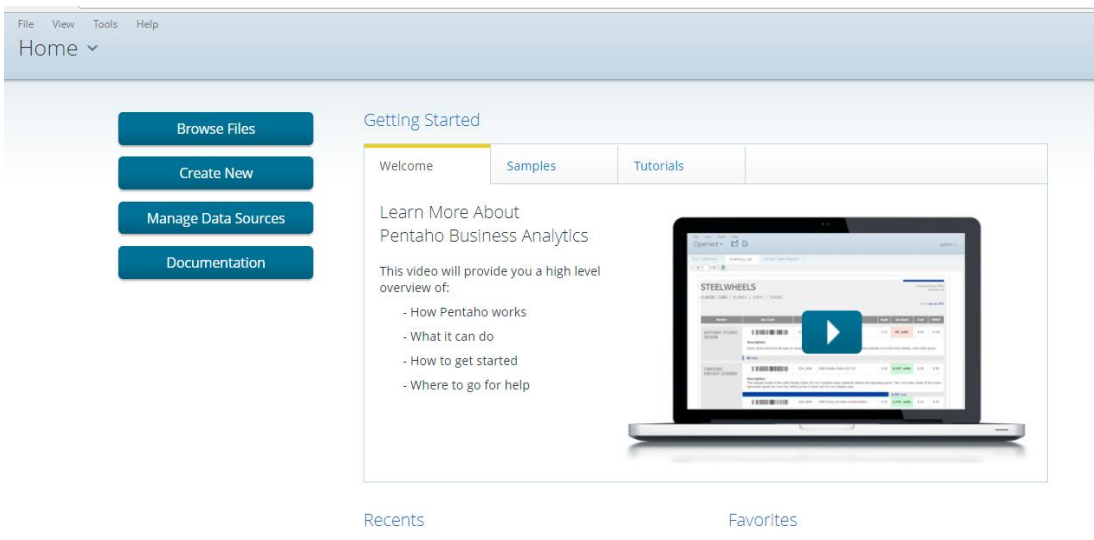 File View Tools Help
Home
Browse Files
Create New
Manage Data Sources
Documentation
Getting Started
Welcome Samples Tutorials
Learn More About
Pentaho Business Analytics
This video will provide you a high level
overview of:
- How Pentaho works
- What it can do
- How to get started
- Where to go for help
Opened
STEELWHEELS
Recents Favorites